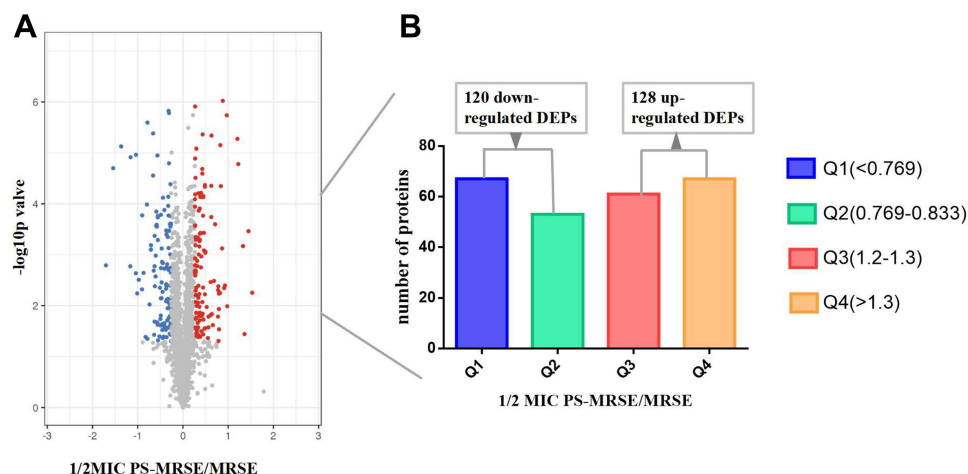 A
-log10p valve
6
4
2
0
-3
-2
-1
0
1
2
3
1/2MIC PS-MRSE/MRSE
B
120 down-
regulated DEPs
128 up-
regulated DEPs
number of proteins
80
60
40
20
0
Q1
Q2
Q3
Q4
1/2 MIC PS-MRSE/MRSE
Q1(<0.769)
Q2(0.769-0.833)
Q3(1.2-1.3)
Q4(>1.3)